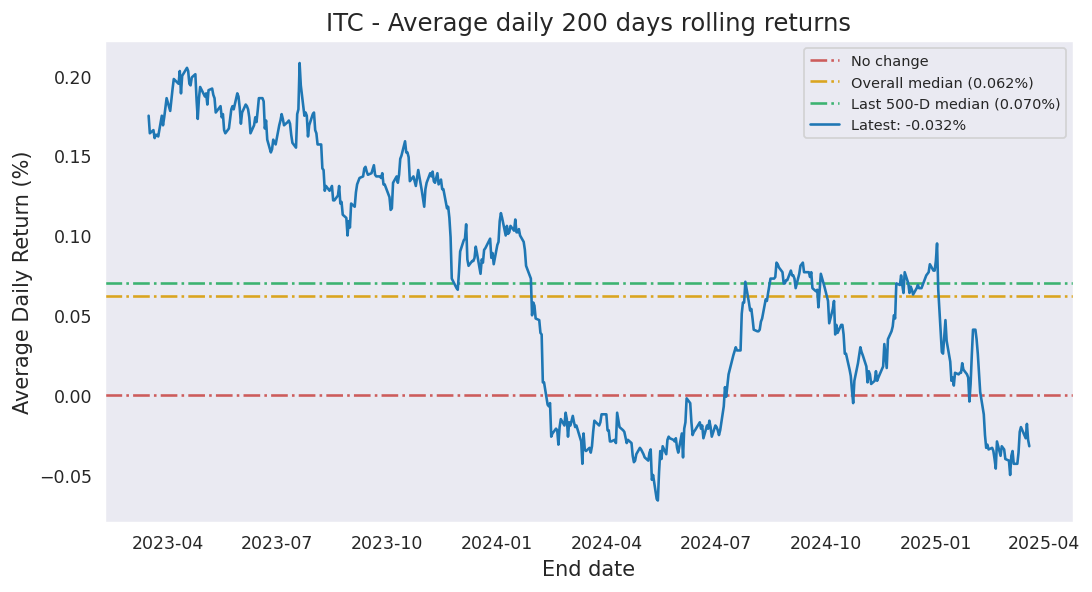 ITC - Average daily 200 days rolling returns
No change
Overall median (0.062%)
Last 500-D median (0.070%)
Latest: -0.032%
Average Daily Return (%)
0.20
0.15
0.10
0.05
0.00
−0.05
2023-04 2023-07 2023-10 2024-01 2024-04 2024-07 2024-10 2025-01 2025-04
End date